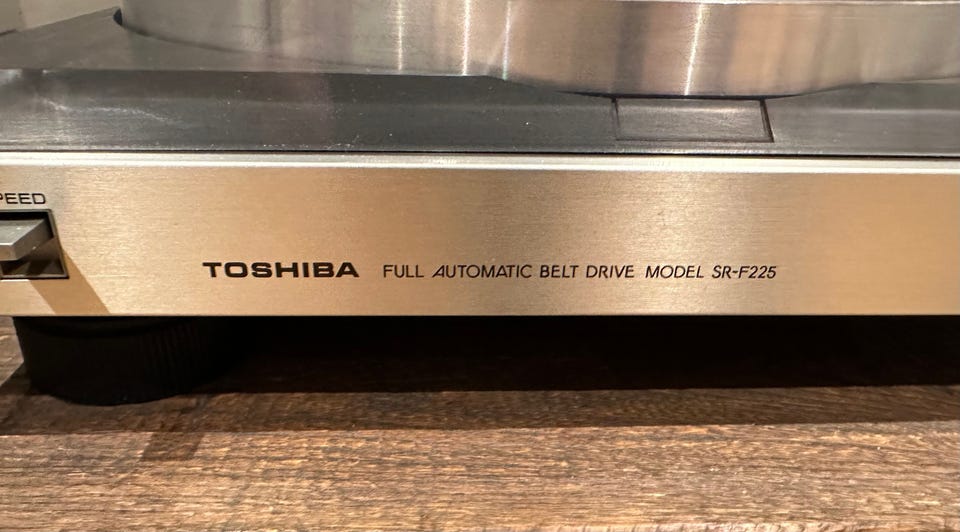 PEED
TOSHIBA FULL AUTOMATIC BELT DRIVE MODEL SR-F225